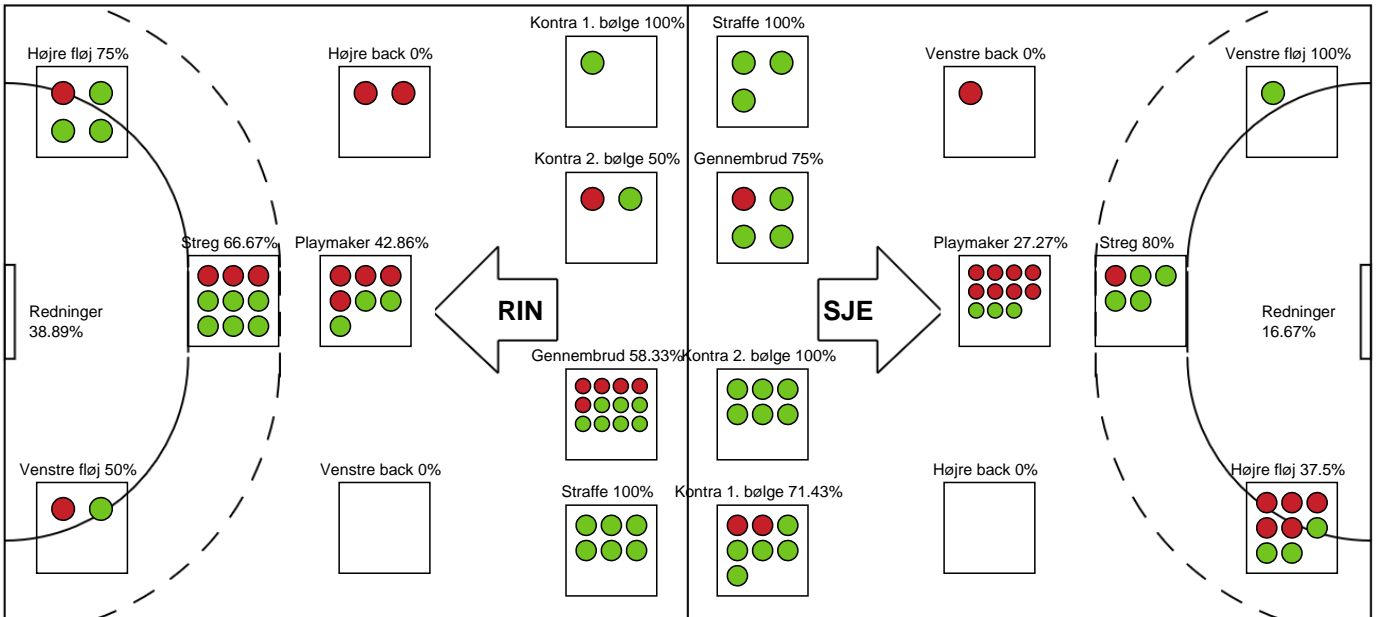 Kontra 1. bølge 100%
Straffe 100%
Højre fløj 75%
Højre back 0%
Venstre back 0%
Venstre fløj 100%
Kontra 2. bølge 50%
Gennembrud 75%
Streg 66.67%
Playmaker 42.86%
Playmaker 27.27%
Streg 80%
Redninger
38.89%
RIN
SJE
Redninger
16.67%
Gennembrud 58.33%
Kontra 2. bølge 100%
Venstre fløj 50%
Venstre back 0%
Højre back 0%
Højre fløj 37.5%
Straffe 100%
Kontra 1. bølge 71.43%